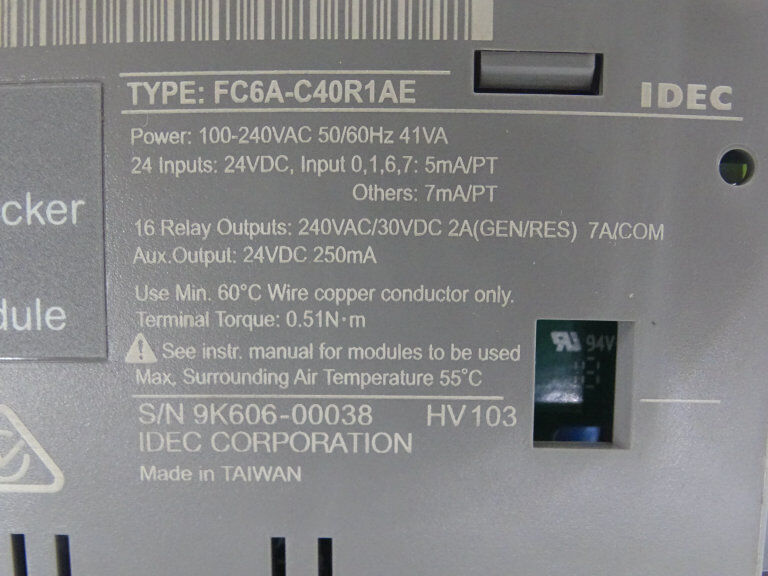 TYPE: FC6A-C40R1AE
IDEC
Power: 100-240VAC 50/60Hz 41VA
24 Inputs: 24VDC, Input 0,1,6,7: 5mA/PT
Others: 7mA/PT
cker
16 Relay Outputs: 240VAC/30VDC 2A(GEN/RES) 7A/COM
Aux.Output: 24VDC 250mA
dule
Use Min. 60°C Wire copper conductor only.
Terminal Torque: 0.51N·m
94V
See instr. manual for modules to be used
Max. Surrounding Air Temperature 55°C
S/N 9K606-00038 HV103
IDEC CORPORATION
Made in TAIWAN